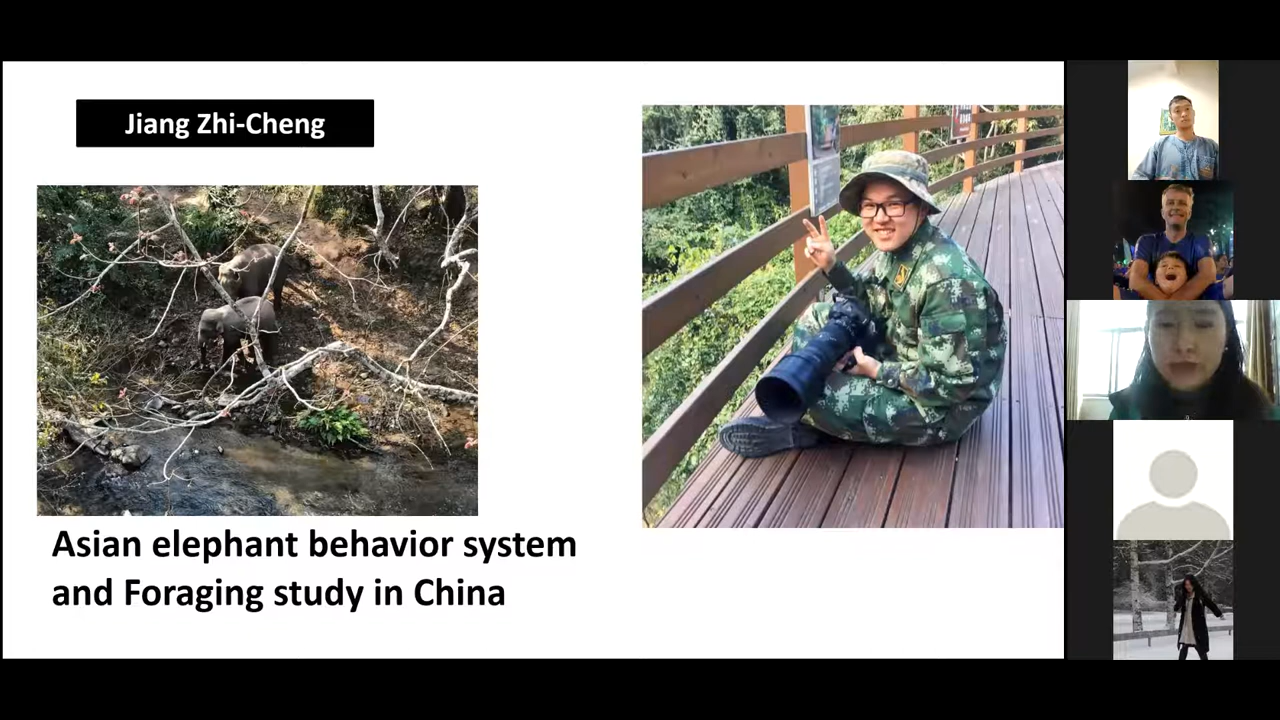 Jiang Zhi-Cheng
Asian elephant behavior system
and Foraging study in China